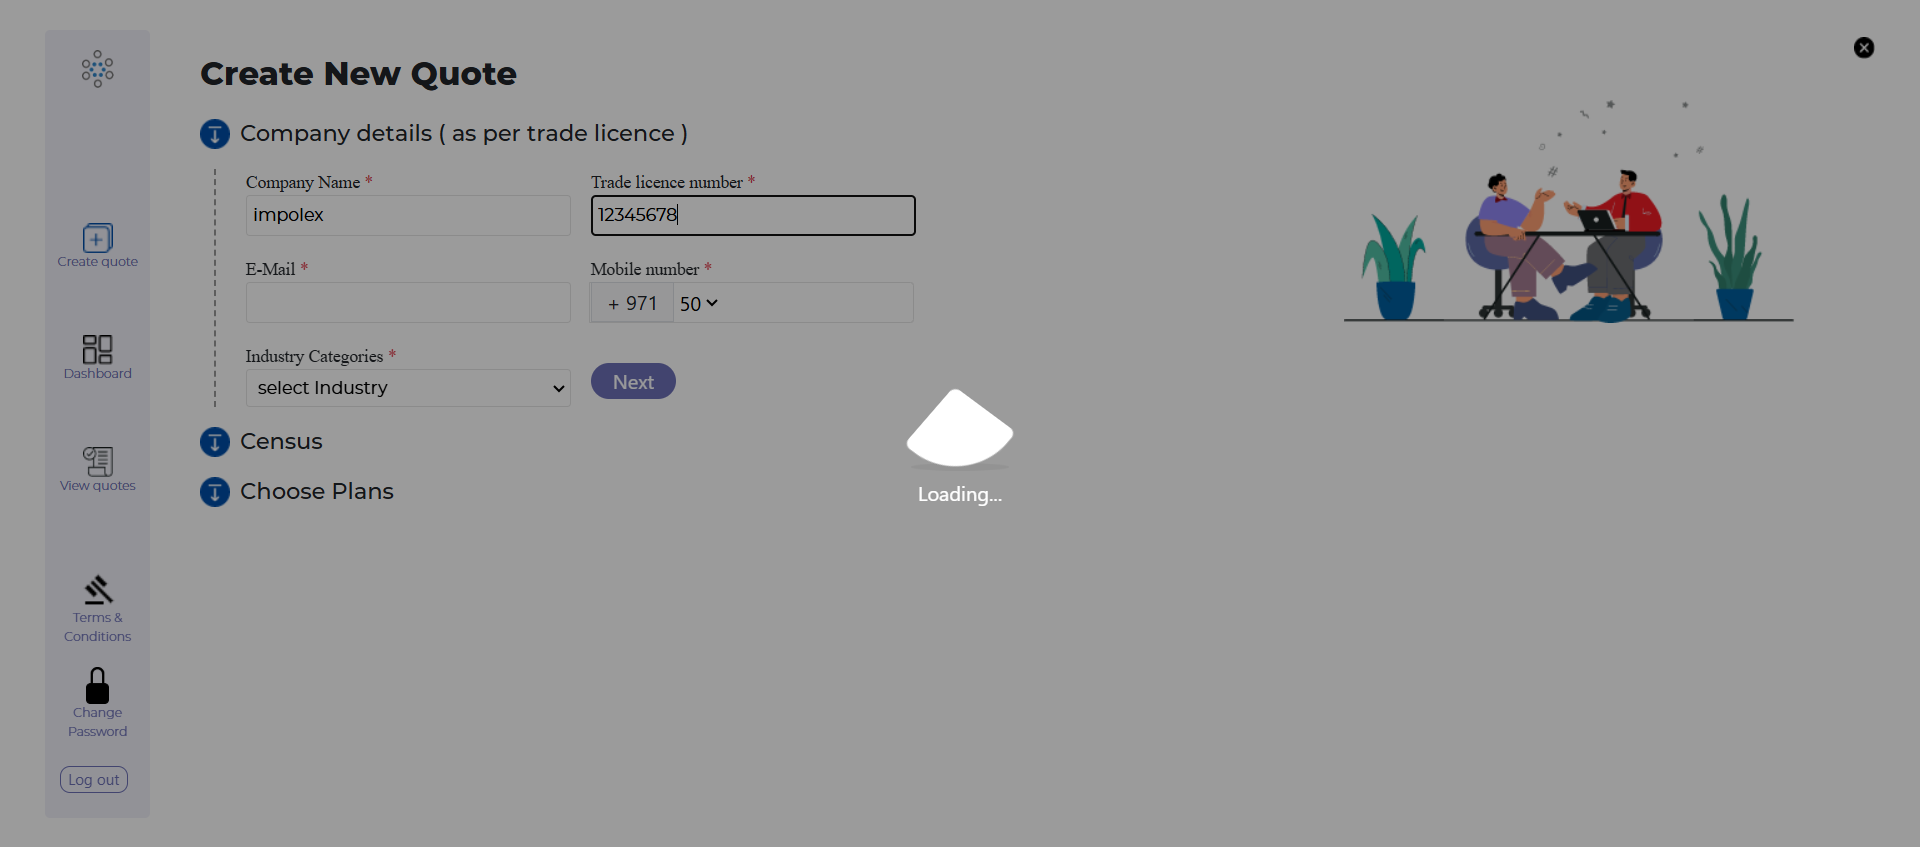 Create New Quote
Company details ( as per trade licence )
Company Name *
Trade licence number *
impolex
12345678
E-Mail *
Mobile number *
+ 971
50
Industry Categories *
select Industry
Next
Census
Choose Plans
Loading...
Create quote
Dashboard
View quotes
Terms &
Conditions
Change
Password
Log out